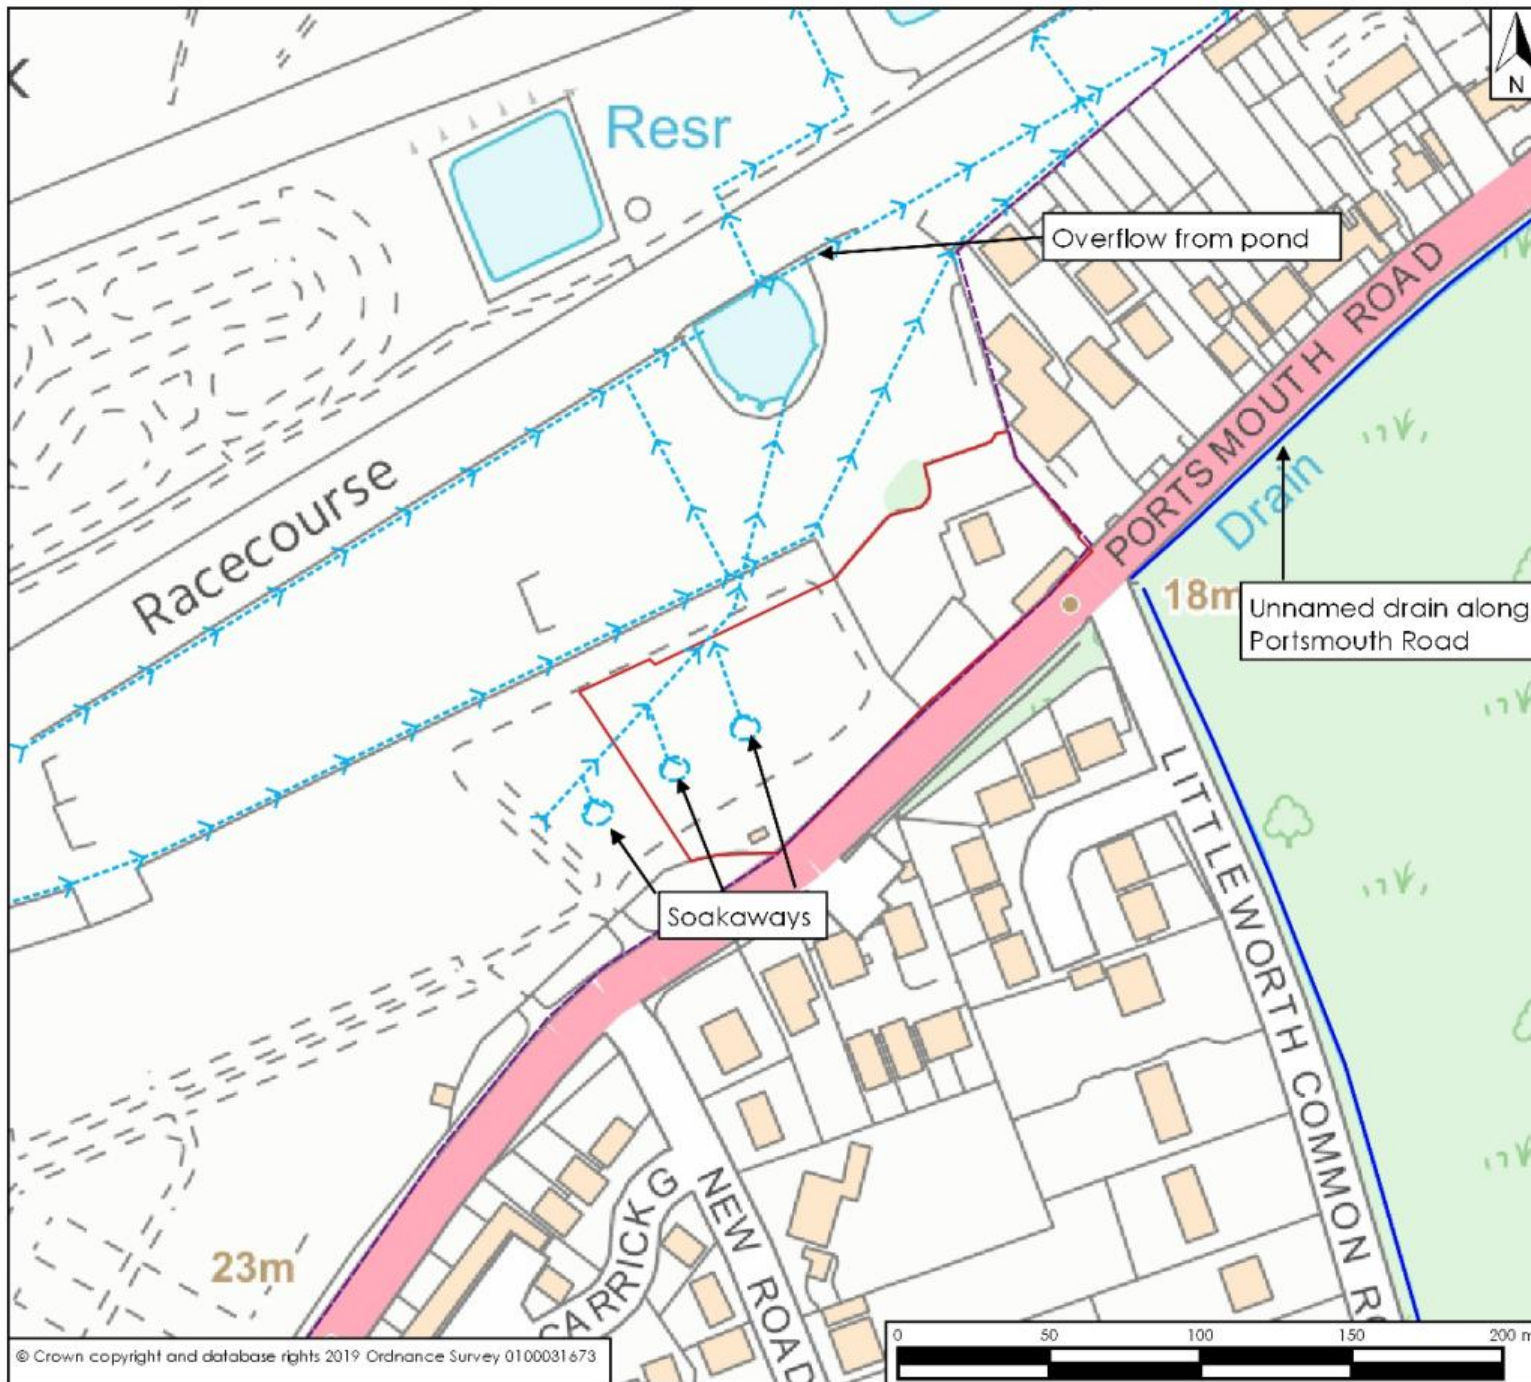 k
N
Resr
Overflow from pond
PORTSMOUTH ROAD
Racecourse
Drain
18m
Unnamed drain along
Portsmouth Road
Soakaways
LITTLEWORTH COMMON RO
NEW ROAD
CARRICK G
23m
© Crown copyright and database rights 2019 Ordnance Survey 0100031673
0 50 100 150 200 m